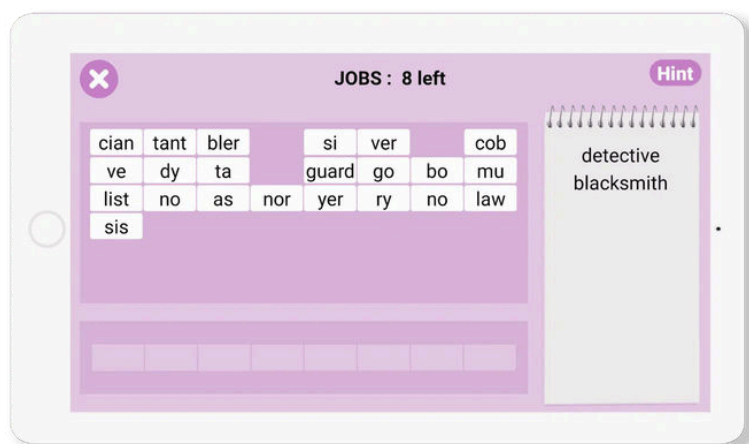 JOBS : 8 left
Hint
cian tant bler si ver cob
ve dy ta guard go bo mu
list no as nor yer ry no law
sis
detective
blacksmith